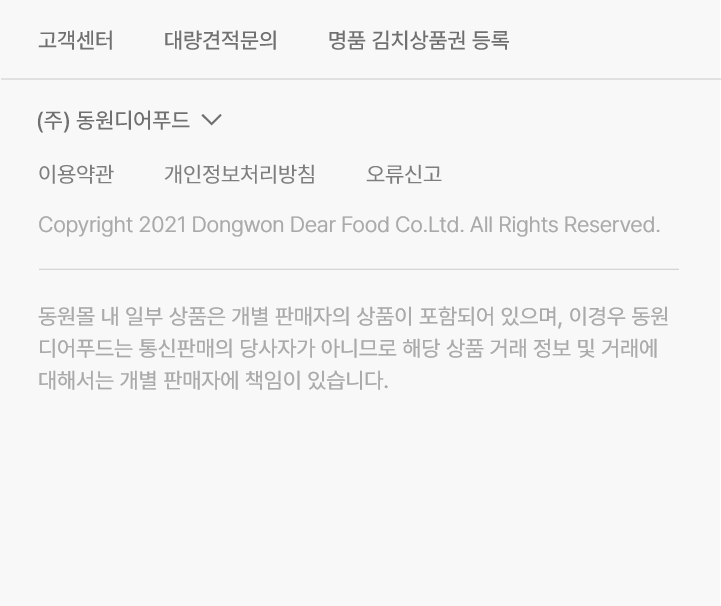 고객센터 대량견적문의 명품 김치상품권 등록
(주) 동원디어푸드
이용약관 개인정보처리방침 오류신고
Copyright 2021 Dongwon Dear Food Co.Ltd. All Rights Reserved.
동원몰 내 일부 상품은 개별 판매자의 상품이 포함되어 있으며, 이경우 동원
디어푸드는 통신판매의 당사자가 아니므로 해당 상품 거래 정보 및 거래에
대해서는 개별 판매자에 책임이 있습니다.